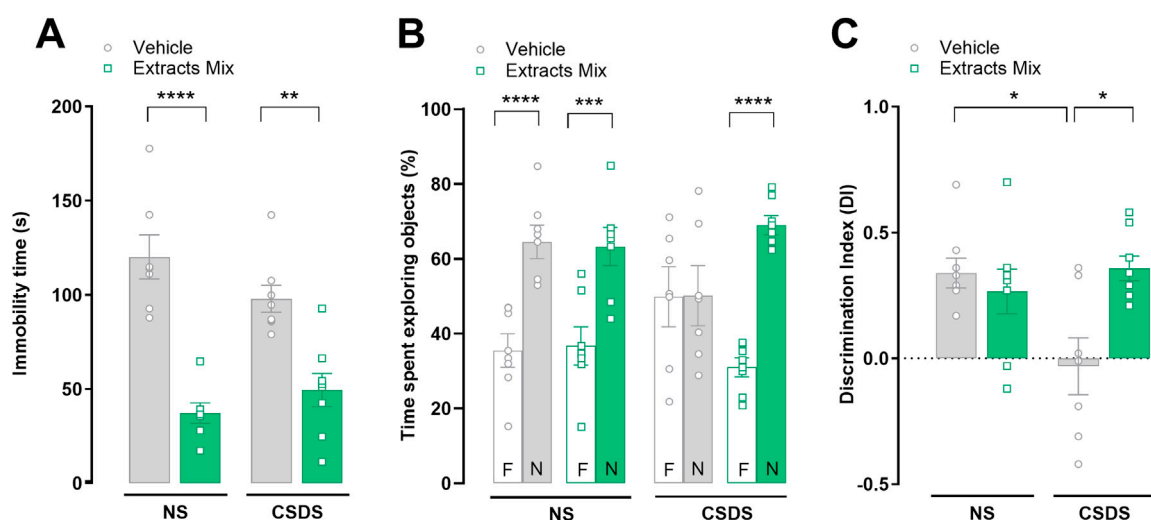 A
Vehicle
Extracts Mix
Immobility time (s)
200
150
100
50
0
**** **
NS CSDS
B
Vehicle
Extracts Mix
Time spent exploring objects (%)
100
80
60
40
20
0
**** *** ****
F N F N F N F N
NS CSDS
C
Vehicle
Extracts Mix
Discrimination Index (DI)
1.0
0.5
0.0
-0.5
* *
NS CSDS